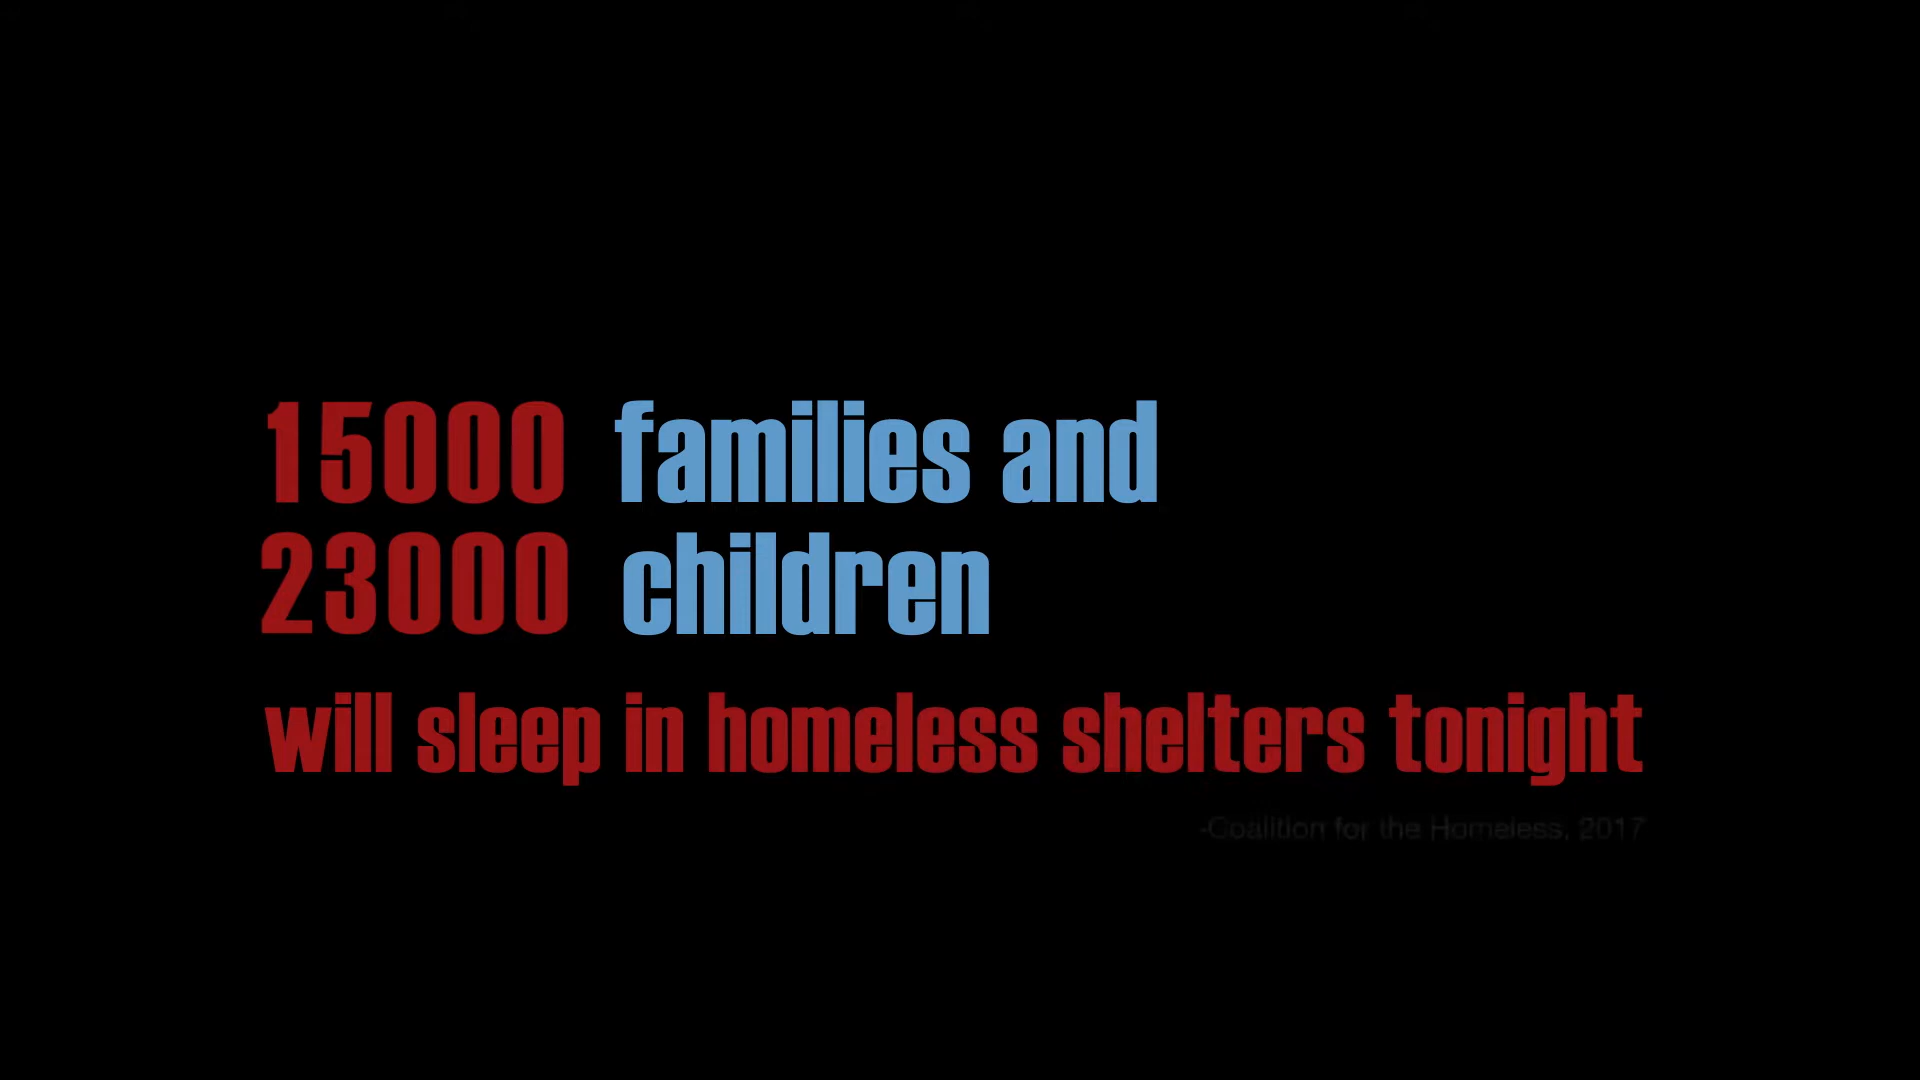 15000 families and
23000 children
will sleep in homeless shelters tonight
-Coalition for the Homeless, 2017